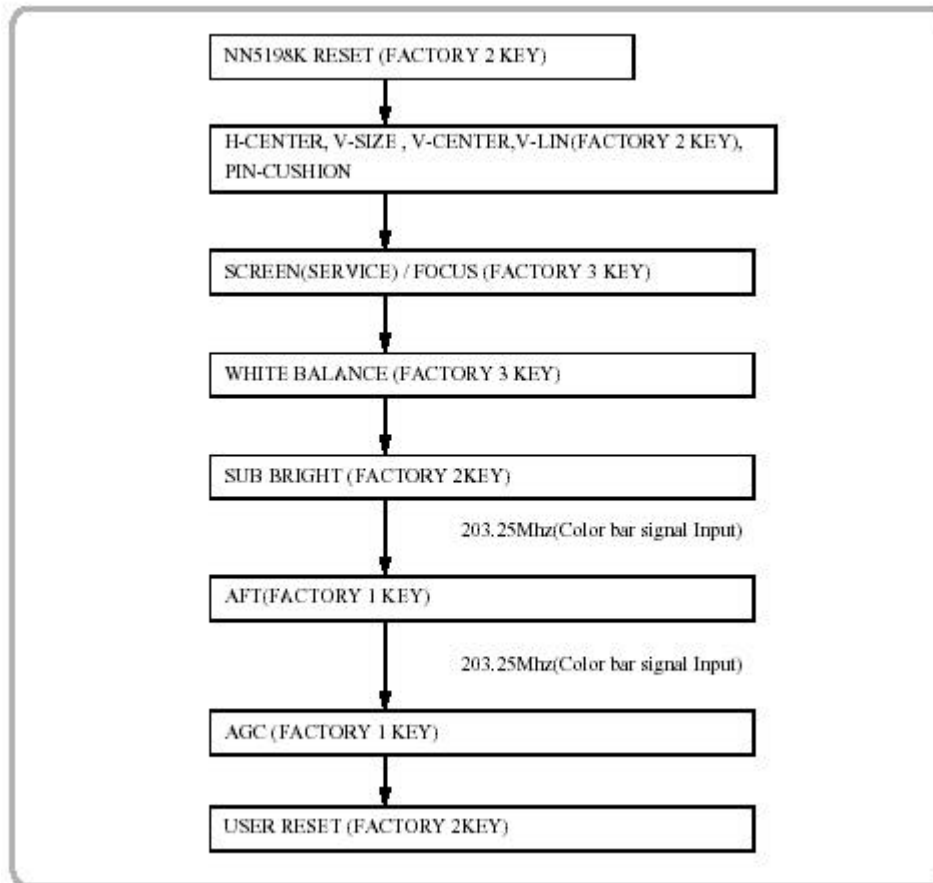 NN5198K RESET (FACTORY 2 KEY)
H-CENTER, V-SIZE , V-CENTER,V-LIN(FACTORY 2 KEY),
PIN-CUSHION
SCREEN(SERVICE) / FOCUS (FACTORY 3 KEY)
WHITE BALANCE (FACTORY 3 KEY)
SUB BRIGHT (FACTORY 2KEY)
203.25Mhz(Color bar signal Input)
AFT(FACTORY 1 KEY)
203.25Mhz(Color bar signal Input)
AGC (FACTORY 1 KEY)
USER RESET (FACTORY 2KEY)